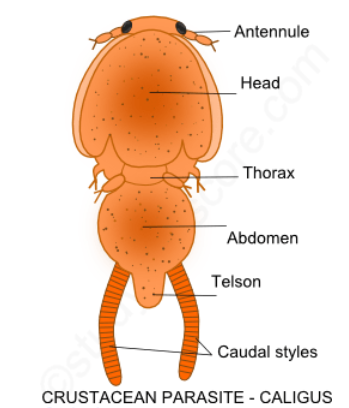 Antennule
Head
Thorax
Abdomen
Telson
Caudal styles
CRUSTACEAN PARASITE - CALIGUS